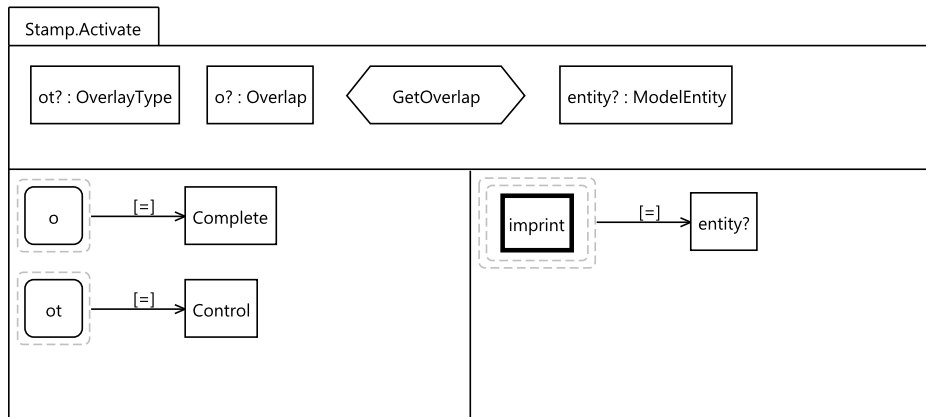 Stamp.Activate
ot? : OverlayType
o? : Overlap
GetOverlap
entity? : ModelEntity
o
[=]
Complete
ot
[=]
Control
imprint
[=]
entity?